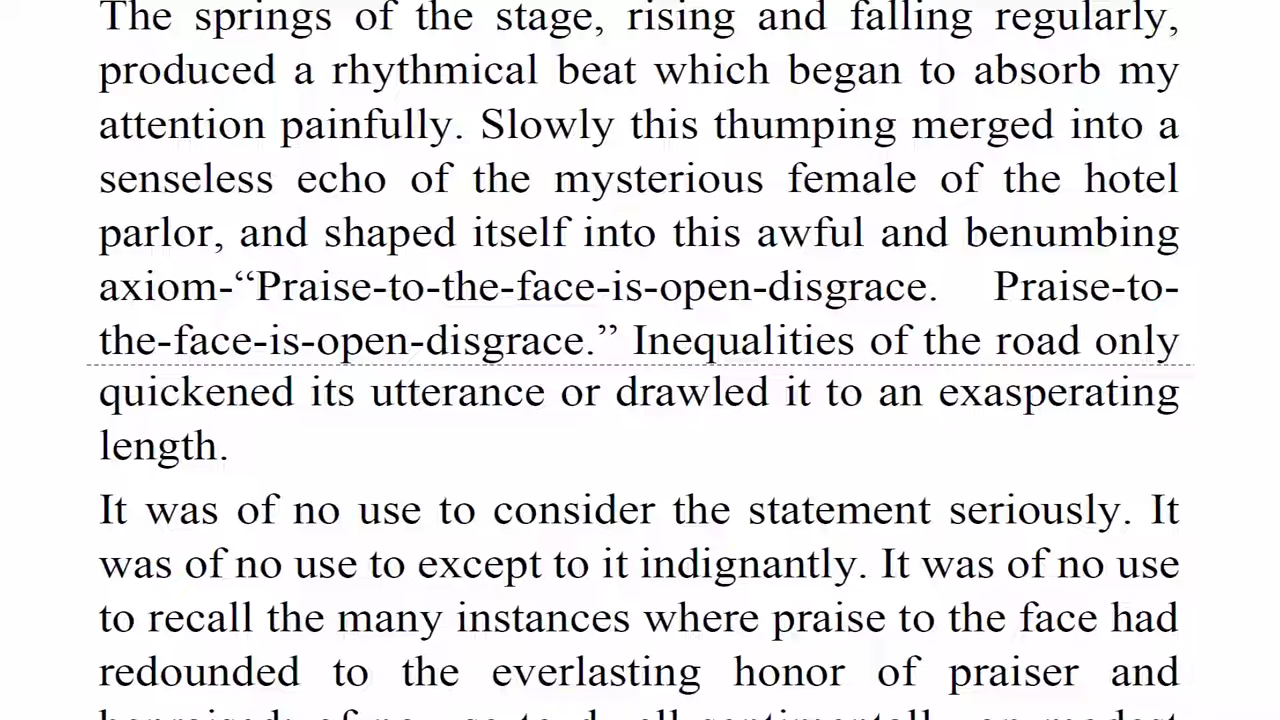 The springs of the stage, rising and falling regularly,
produced a rhythmical beat which began to absorb my
attention painfully. Slowly this thumping merged into a
senseless echo of the mysterious female of the hotel
parlor, and shaped itself into this awful and benumbing
axiom-“Praise-to-the-face-is-open-disgrace. Praise-to-
the-face-is-open-disgrace.” Inequalities of the road only
quickened its utterance or drawled it to an exasperating
length.
It was of no use to consider the statement seriously. It
was of no use to except to it indignantly. It was of no use
to recall the many instances where praise to the face had
redounded to the everlasting honor of praiser and